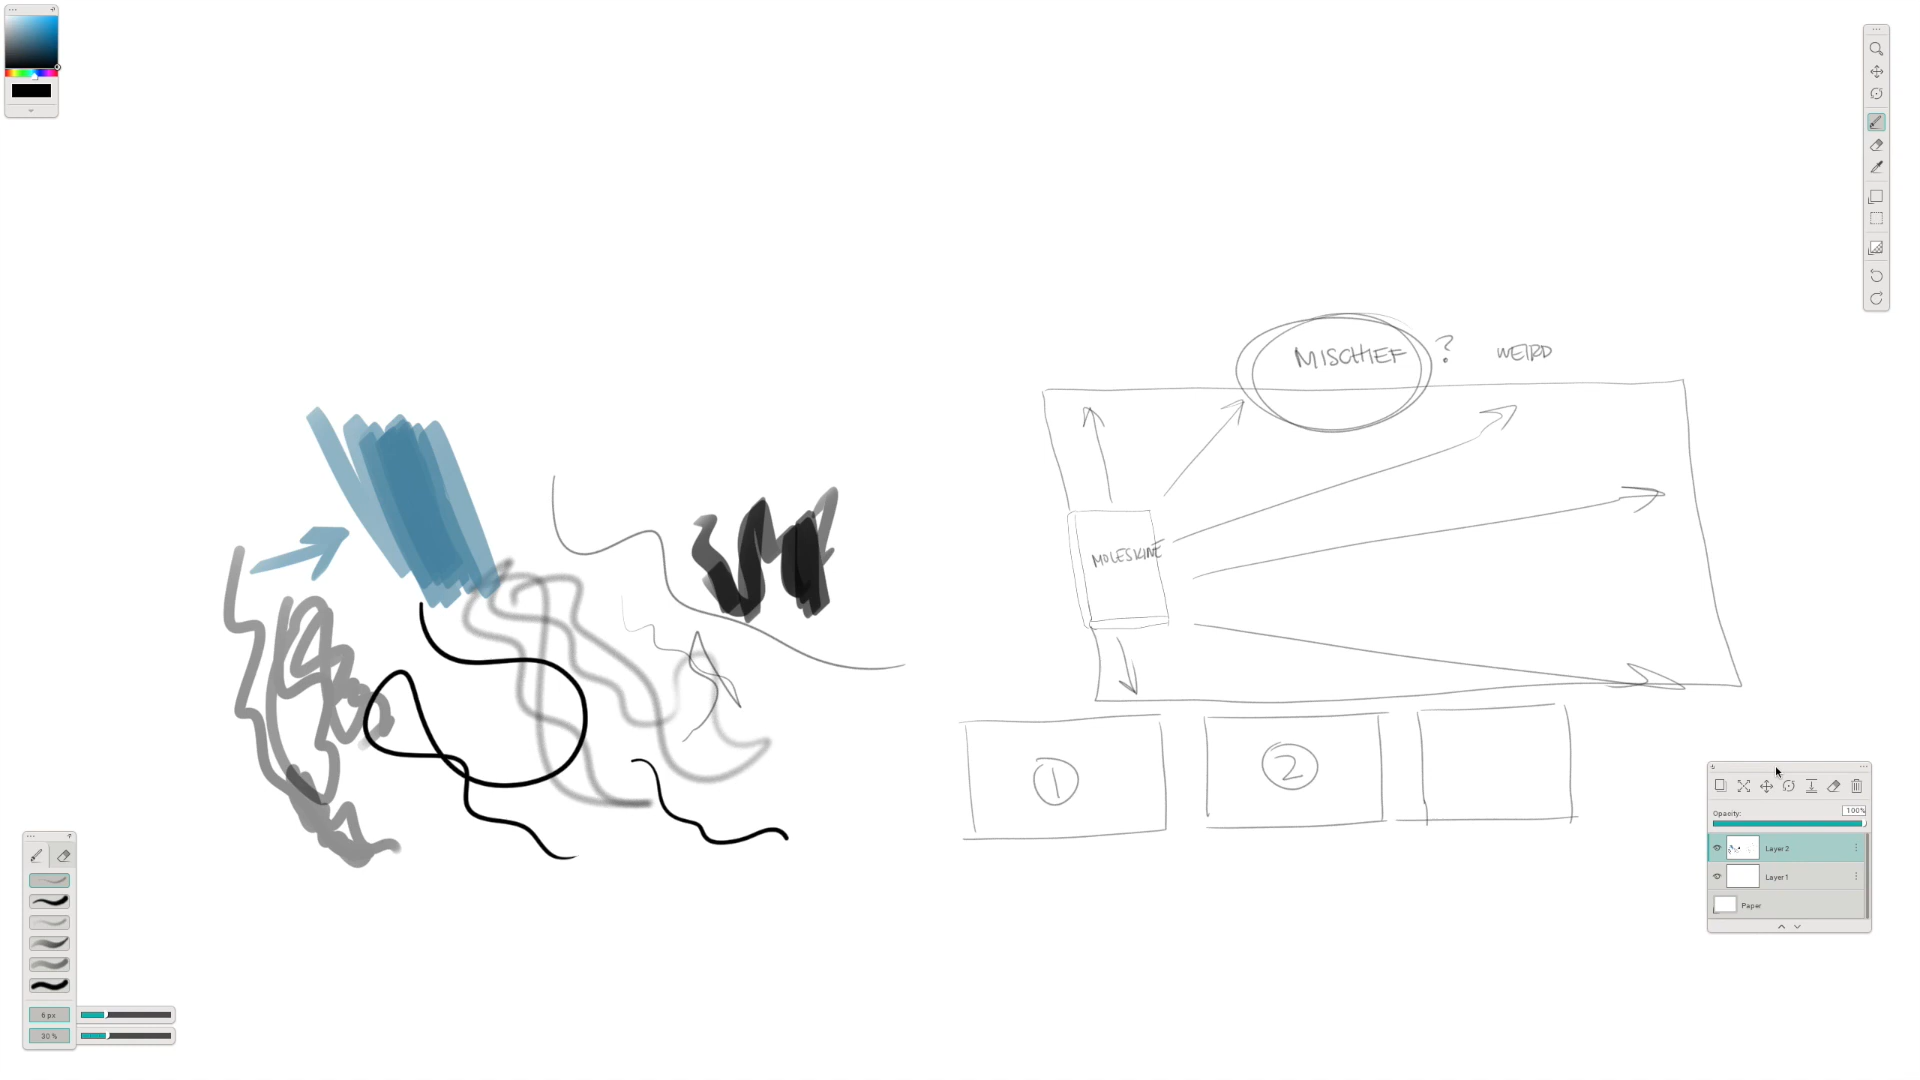 MISCHIEF ? WEIRD
MOLESKINE
1
2
Opacity: 100%
Layer 2
Layer 1
Paper
6 px
30 %